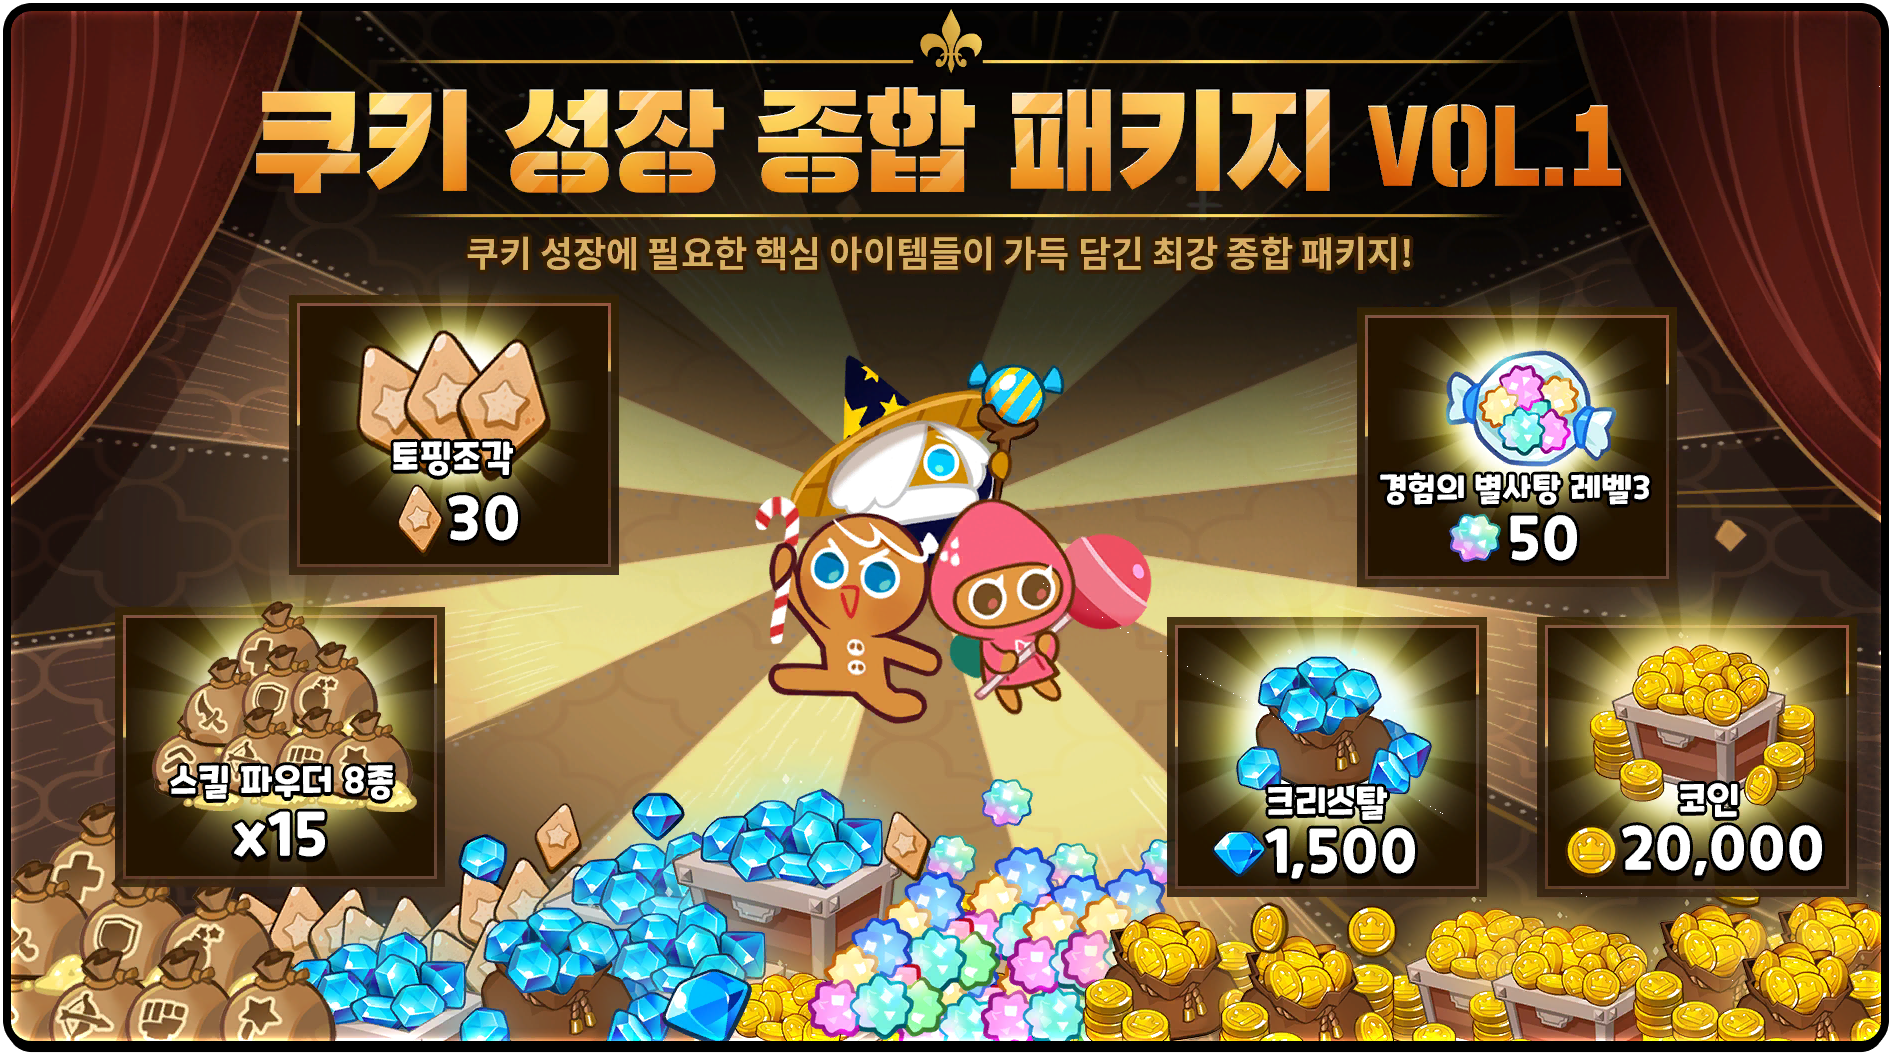 쿠키 성장 종합 패키지 VOL.1
쿠키 성장에 필요한 핵심 아이템들이 가득 담긴 최강 종합 패키지!
토핑조각
30
경험의 별사탕 레벨3
50
스킬 파우더 8종
x15
크리스탈
1,500
코인
20,000